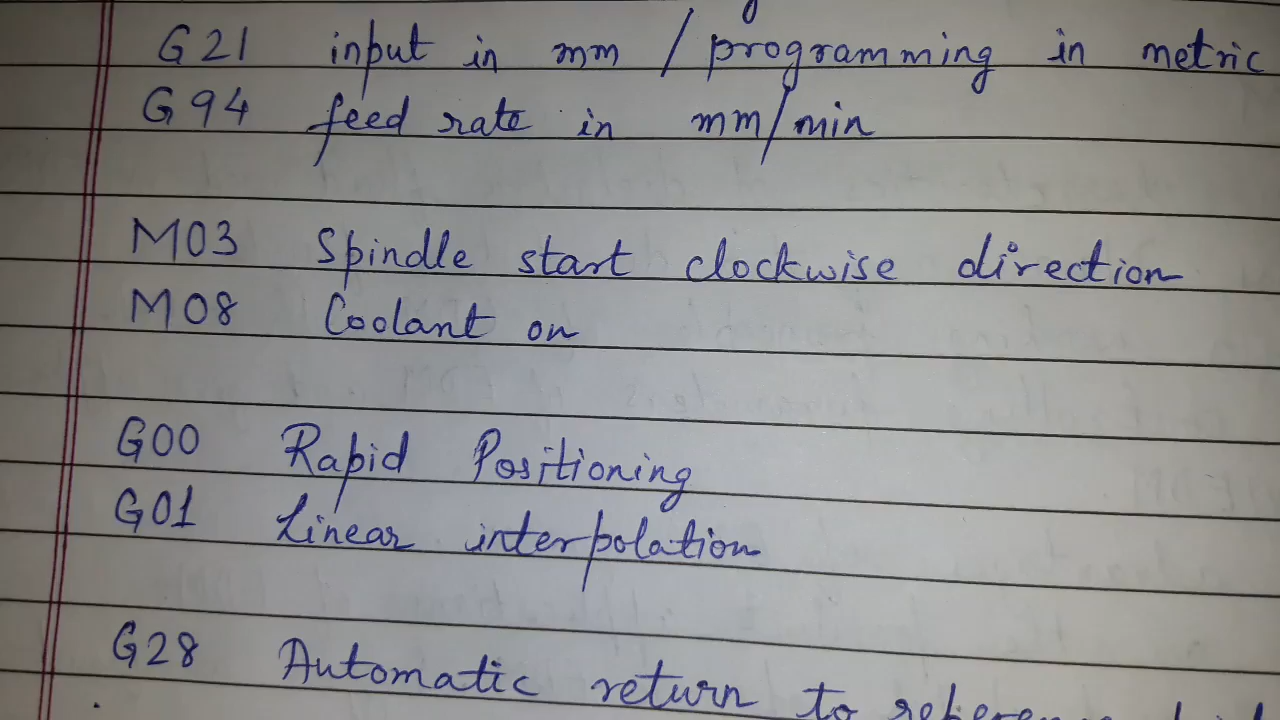 G21 input in mm / programming in metric
G94 feed rate in mm/min
M03 Spindle start clockwise direction
M08 Coolant on
G00 Rapid Positioning
G01 Linear interpolation
G28 Automatic return to